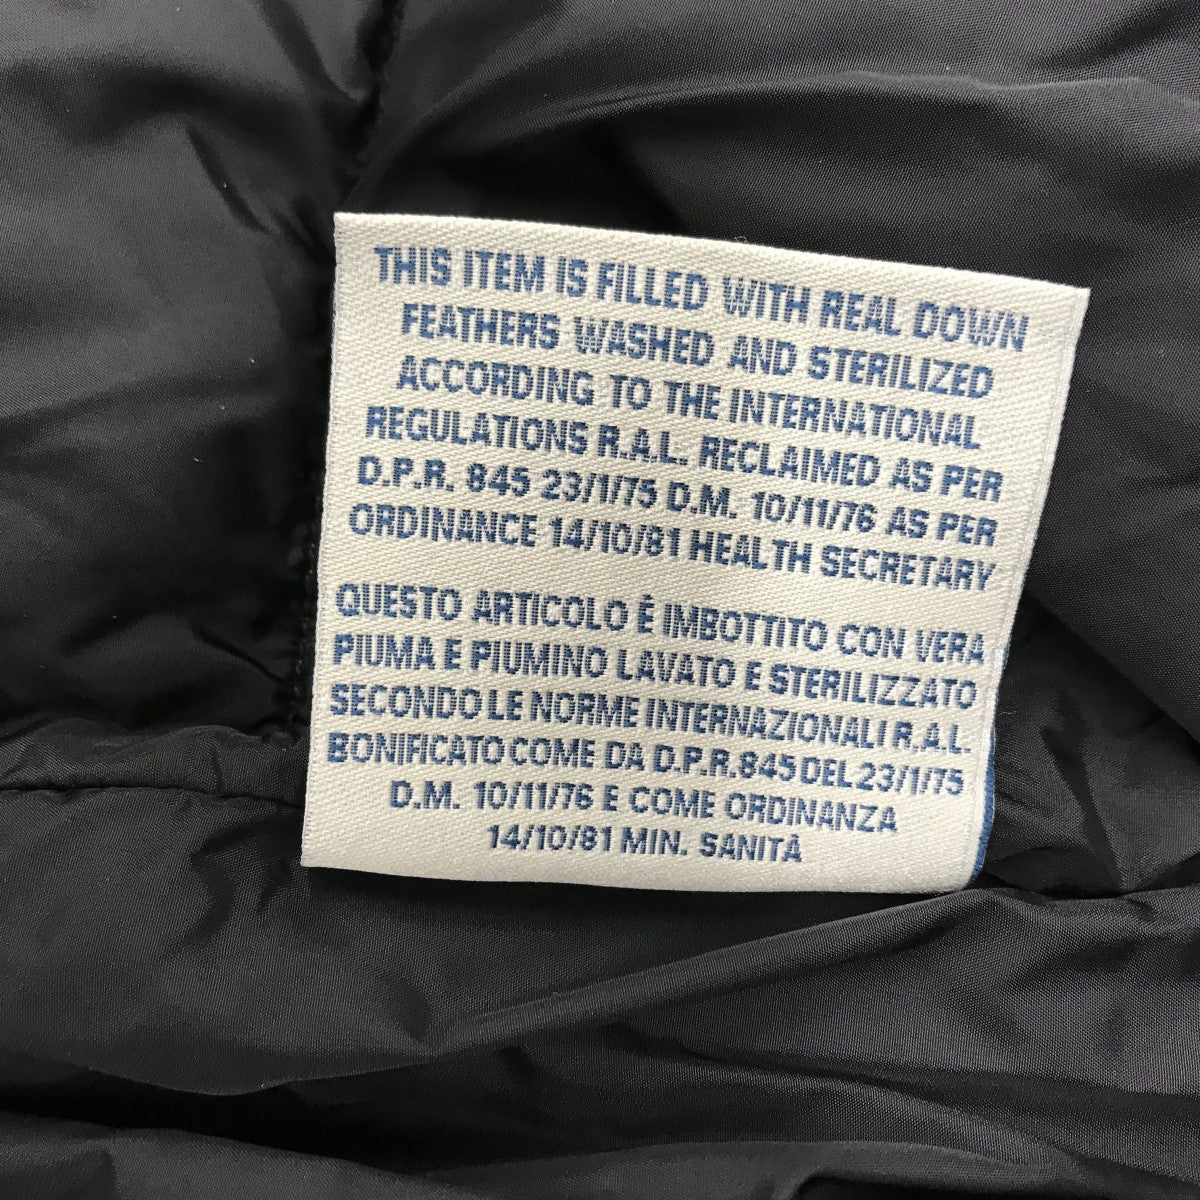 THIS ITEM IS FILLED WITH REAL DOWN
FEATHERS WASHED AND STERILIZED
ACCORDING TO THE INTERNATIONAL
REGULATIONS R.A.L. RECLAIMED AS PER
D.P.R. 845 23/1/75 D.M. 10/11/76 AS PER
ORDINANCE 14/10/81 HEALTH SECRETARY
QUESTO ARTICOLO È IMBOTTITO CON VERA
PIUMA E PIUMINO LAVATO E STERILIZZATO
SECONDO LE NORME INTERNAZIONALI R.A.L.
BONIFICATO COME DA D.P.R. 845 DEL 23/1/75
D.M. 10/11/76 E COME ORDINANZA
14/10/81 MIN. SANITÀ